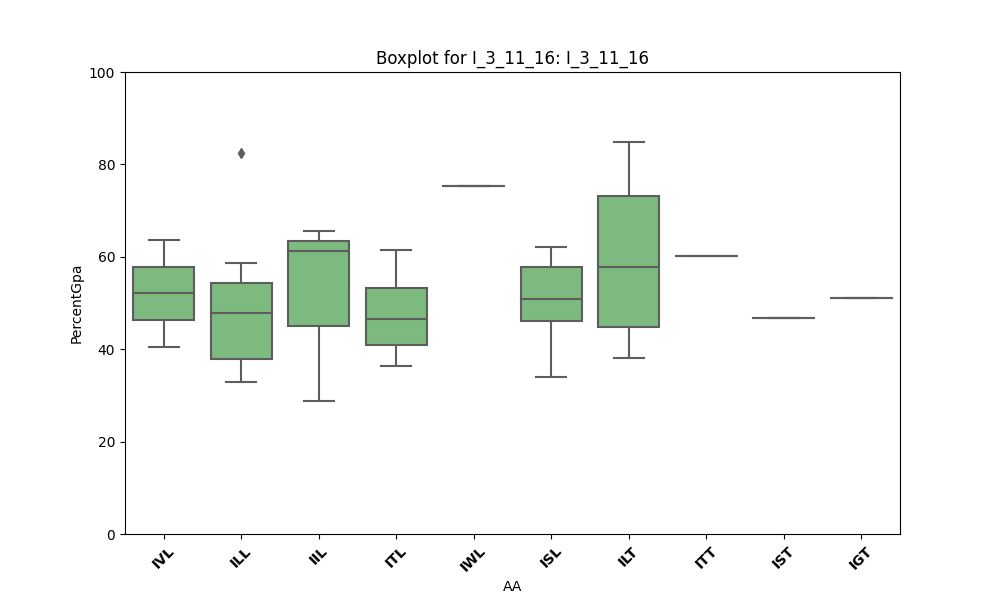 Boxplot for I_3_11_16: I_3_11_16
100
80
60
40
20
0
PercentGpa
IVL
ILL
IIL
ITL
IWL
ISL
ILT
ITT
IST
IGT
AA